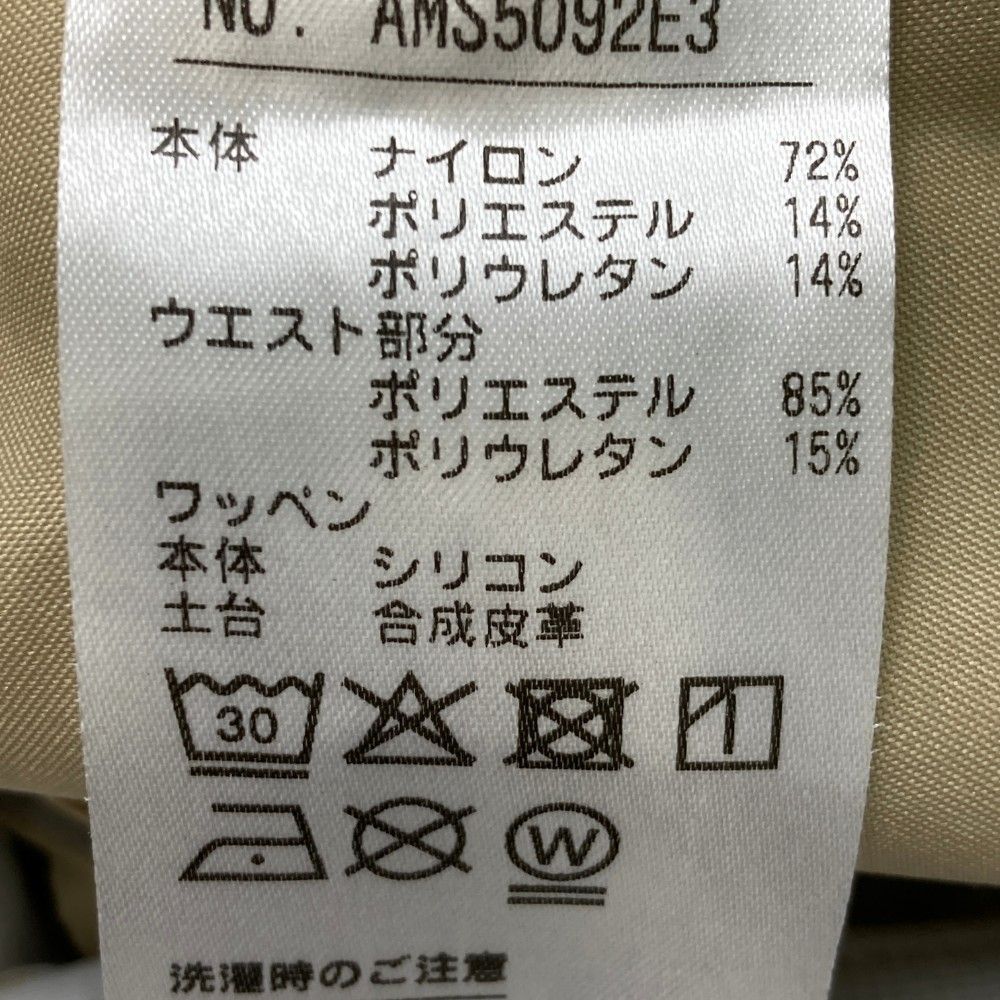 NO. AMS5092E3
本体 ナイロン 72%
ポリエステル 14%
ポリウレタン 14%
ウエスト部分
ポリエステル 85%
ポリウレタン 15%
ワッペン
本体 シリコン
土台 合成皮革
30
W
洗濯時のご注意